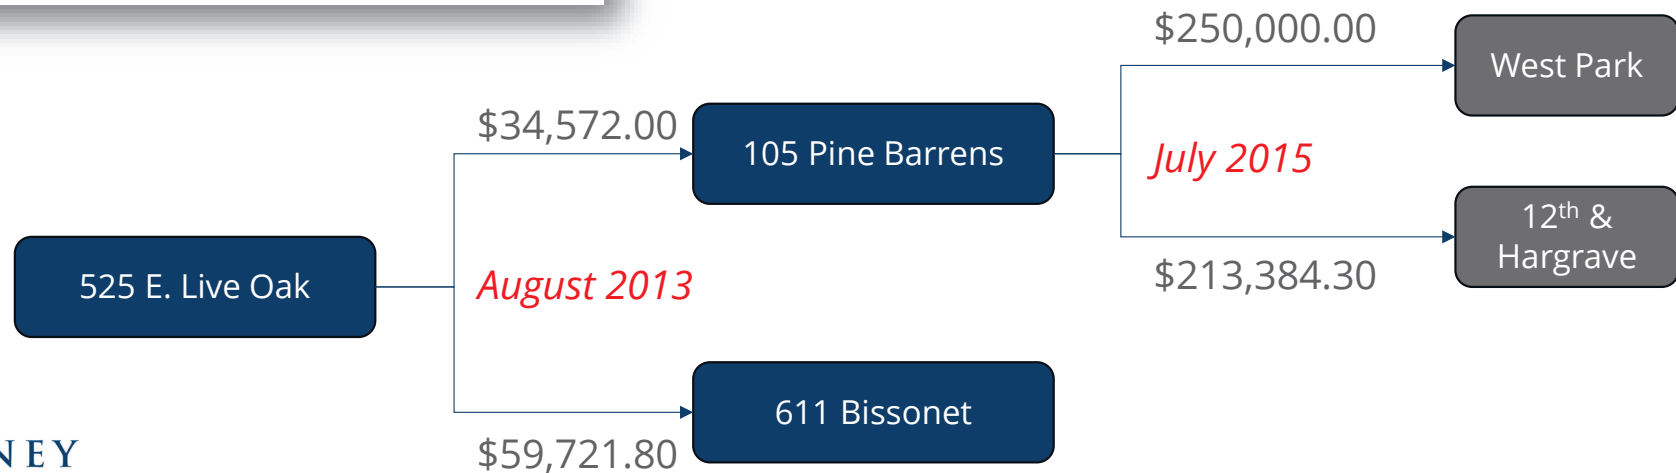 $250,000.00
West Park
$34,572.00
105 Pine Barrens
July 2015
12th &
Hargrave
$213,384.30
525 E. Live Oak
August 2013
611 Bissonet
$59,721.80